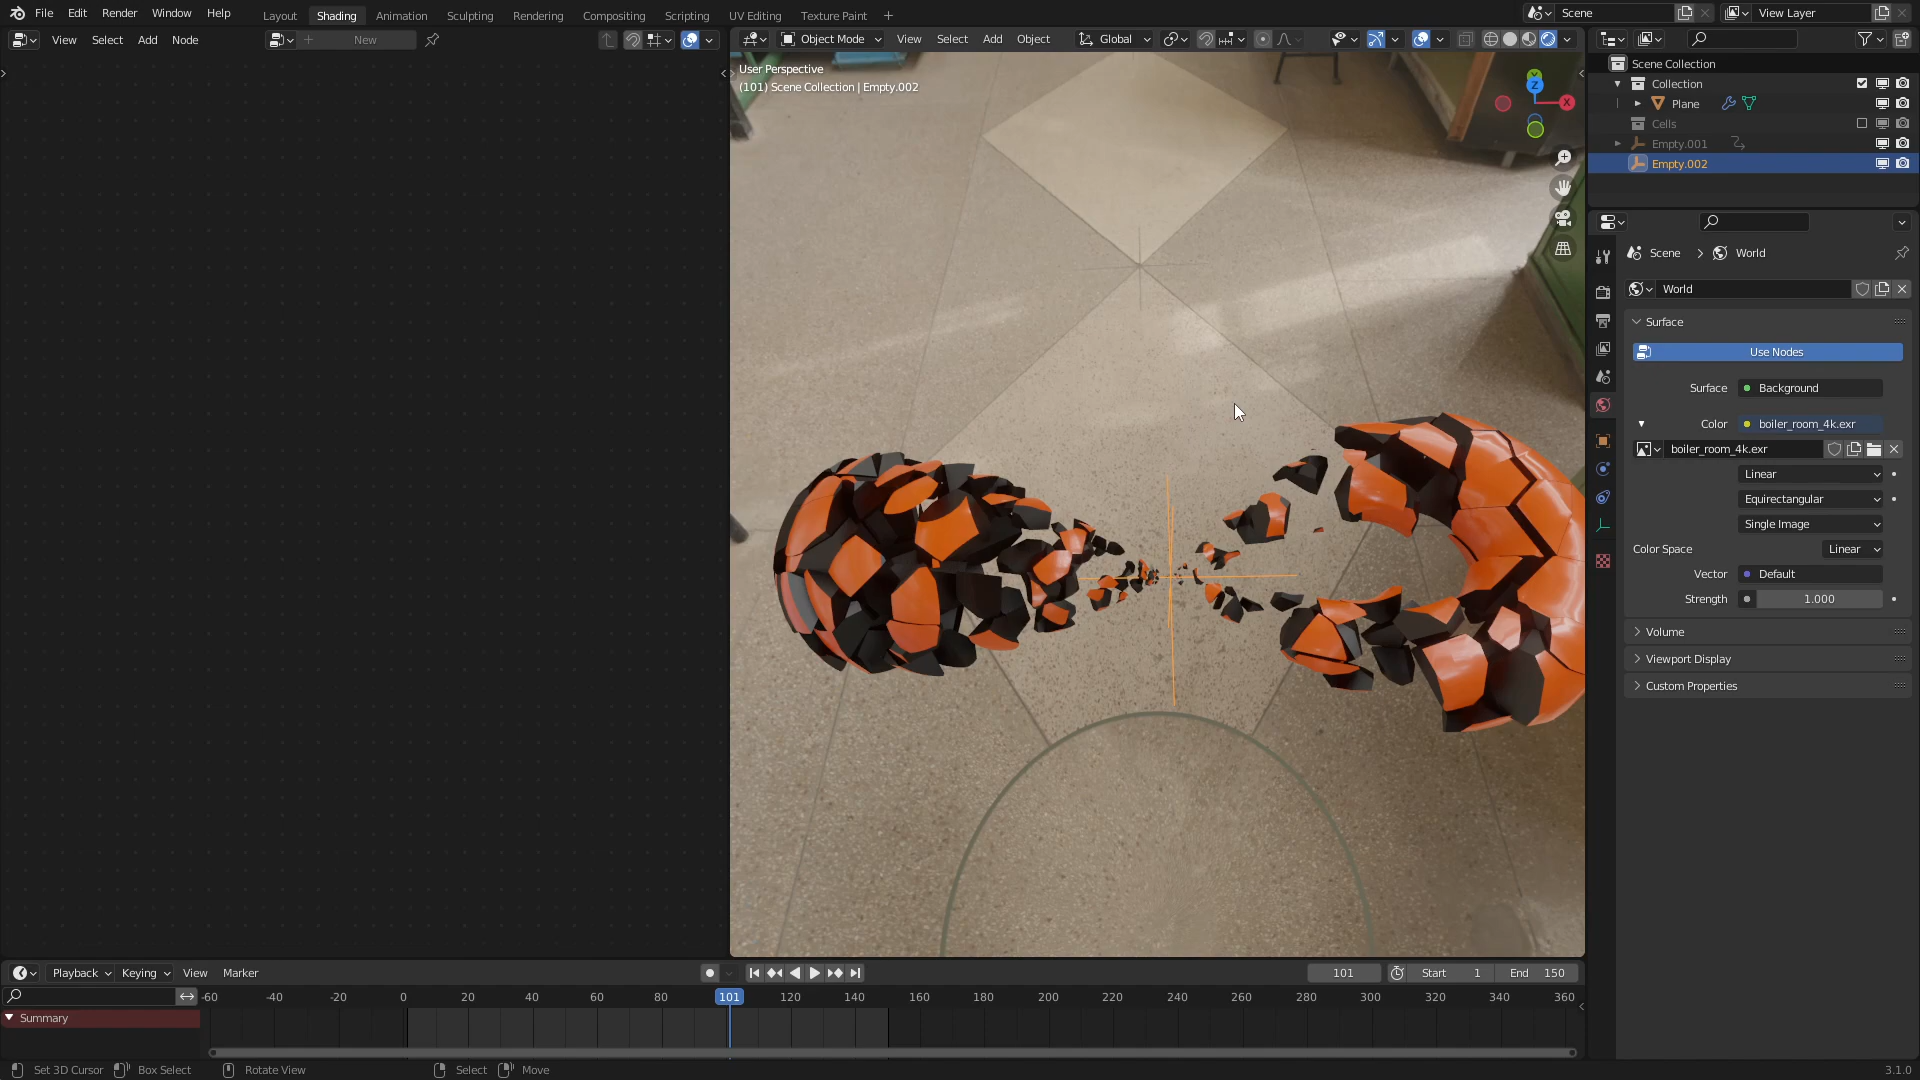 File Edit Render Window Help Layout Shading Animation Sculpting Rendering Compositing Scripting UV Editing Texture Paint + Scene View Layer
View Select Add Node New Object Mode View Select Add Object Global
User Perspective
(101) Scene Collection | Empty.002
Y
Z
X
Scene Collection
Collection
Plane
Cells
Empty.001
Empty.002
Scene > World
World
Surface
Use Nodes
Surface Background
Color boiler_room_4k.exr
boiler_room_4k.exr
Linear
Equirectangular
Single Image
Color Space Linear
Vector Default
Strength 1.000
Volume
Viewport Display
Custom Properties
Playback Keying View Marker 101 Start 1 End 150
-60 -40 -20 0 20 40 60 80 101 120 140 160 180 200 220 240 260 280 300 320 340 360
Summary
Set 3D Cursor Box Select Rotate View Select Move 3.1.0